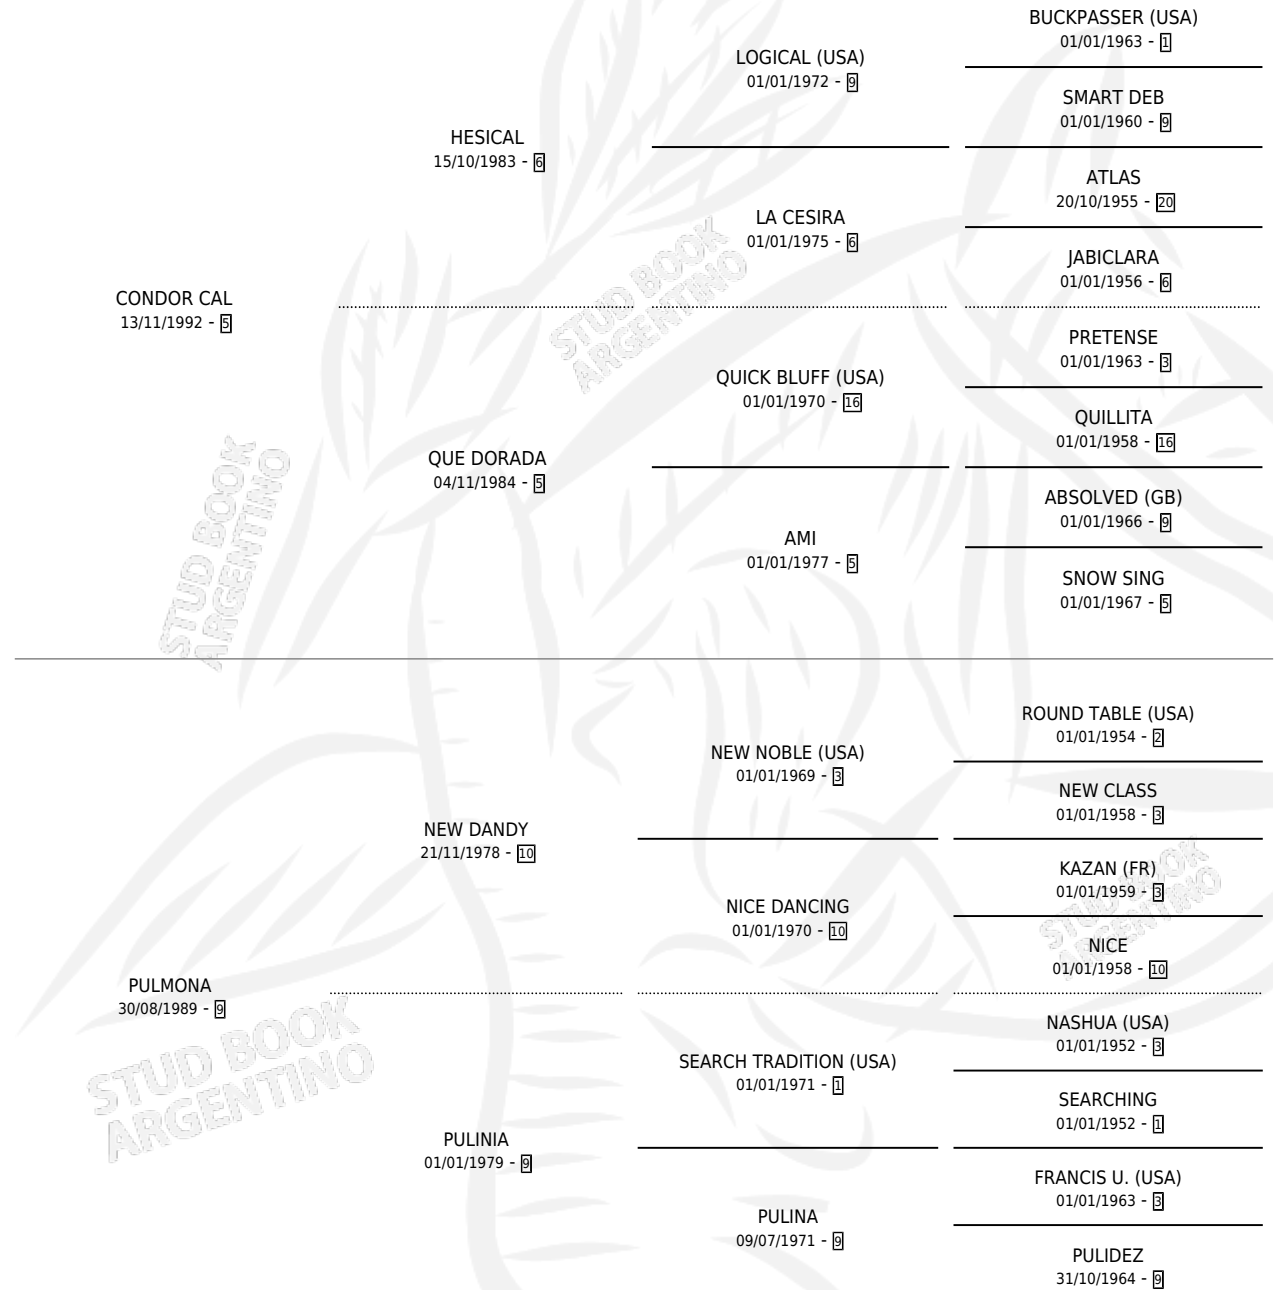 BUCKPASSER (USA)
01/01/1963 - 1
LOGICAL (USA)
01/01/1972 - 9
SMART DEB
01/01/1960 - 9
HESICAL
15/10/1983 - 6
ATLAS
20/10/1955 - 20
LA CESIRA
01/01/1975 - 6
JABICLARA
01/01/1956 - 6
CONDOR CAL
13/11/1992 - 5
PRETENSE
01/01/1963 - 3
QUICK BLUFF (USA)
01/01/1970 - 16
QUILLITA
01/01/1958 - 16
QUE DORADA
04/11/1984 - 5
ABSOLVED (GB)
01/01/1966 - 9
AMI
01/01/1977 - 5
SNOW SING
01/01/1967 - 5
STUD BOOK
ARGENTINO
STUD BOOK
ARGENTINO
ROUND TABLE (USA)
01/01/1954 - 2
NEW NOBLE (USA)
01/01/1969 - 3
NEW CLASS
01/01/1958 - 3
NEW DANDY
21/11/1978 - 10
KAZAN (FR)
01/01/1959 - 3
NICE DANCING
01/01/1970 - 10
NICE
01/01/1958 - 10
STUD BOOK
ARGENTINO
PULMONA
30/08/1989 - 9
NASHUA (USA)
01/01/1952 - 3
SEARCH TRADITION (USA)
01/01/1971 - 1
SEARCHING
01/01/1952 - 1
STUD BOOK
ARGENTINO
PULINIA
01/01/1979 - 9
FRANCIS U. (USA)
01/01/1963 - 3
PULINA
09/07/1971 - 9
PULIDEZ
31/10/1964 - 9